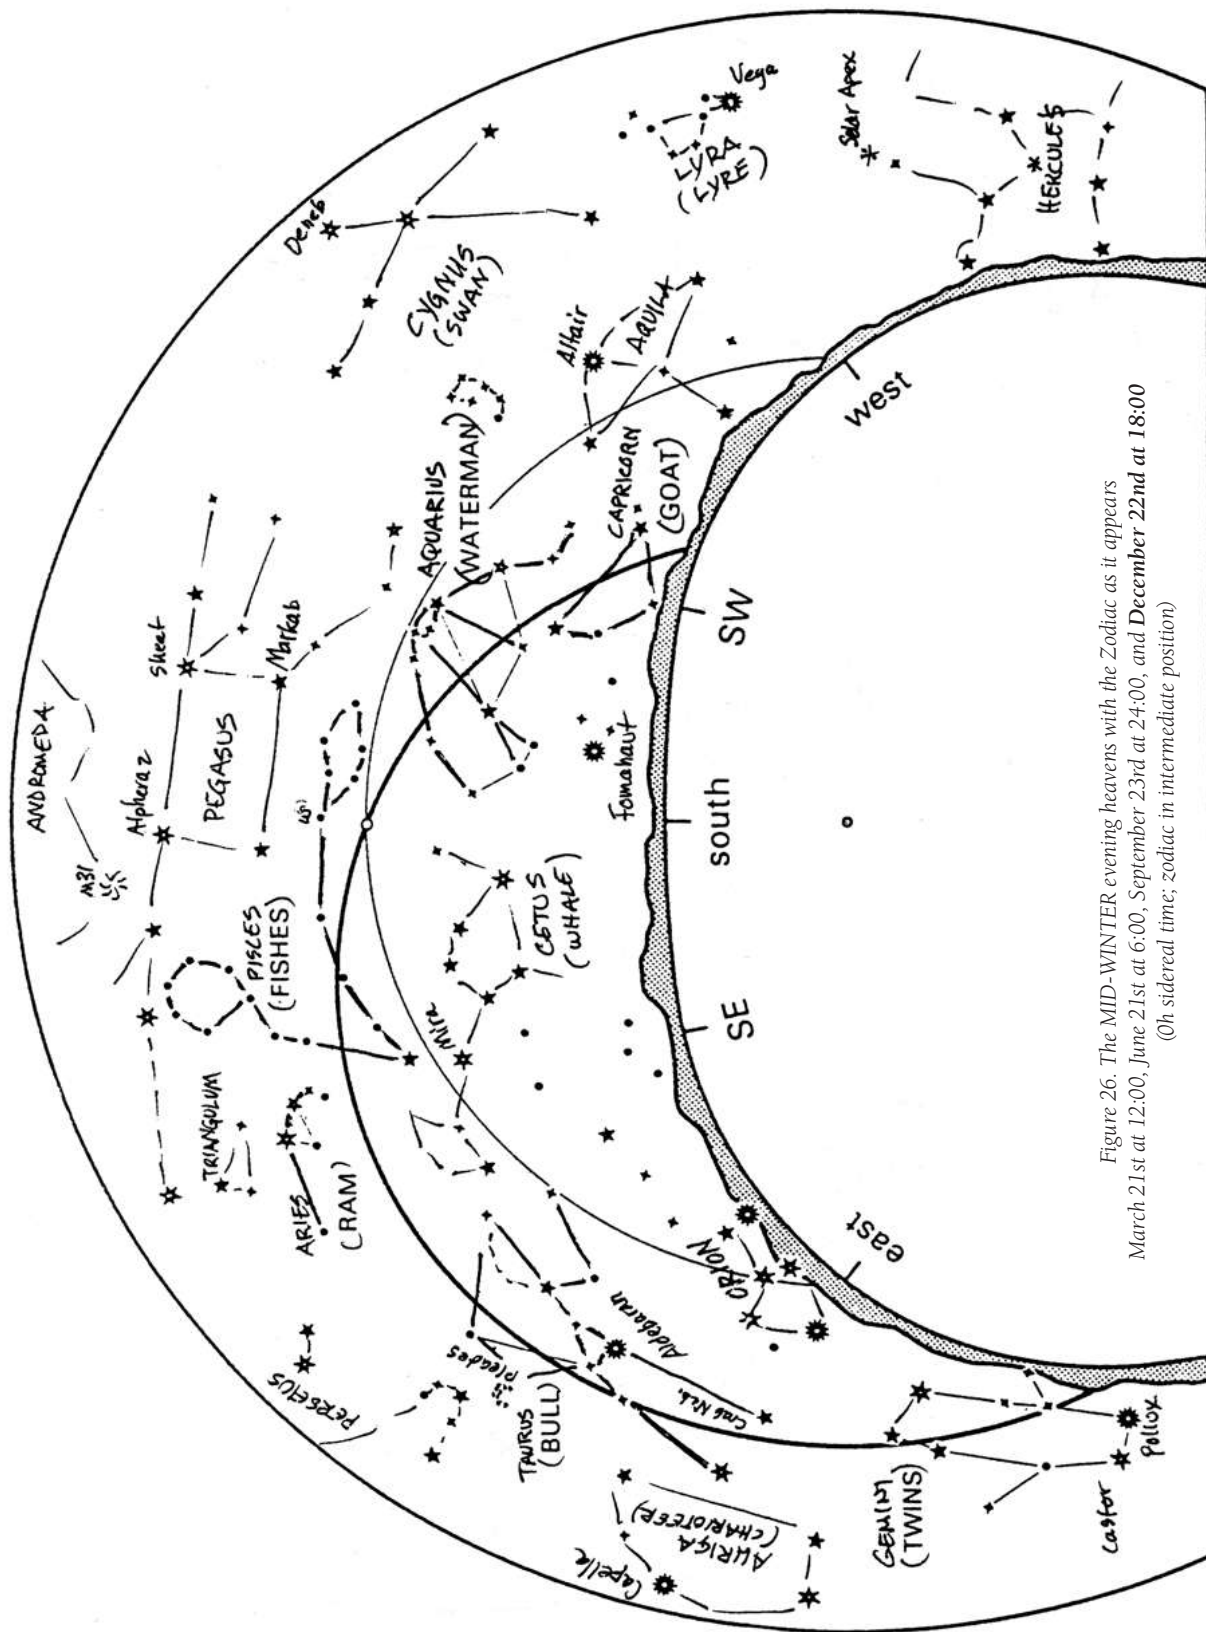 ANDROMEDA
M31
Alpheraz
Sheat
PEGASUS
Markab
Deneb
CYGNUS
(SWAN)
LYRA
(LYRE)
Vega
Solar Apex
HERCULES
Altair
AQUILA
AQUARIUS
(WATERMAN)
CAPRICORN
(GOAT)
Fomahaut
PISCES
(FISHES)
CETUS
(WHALE)
Mira
TRIANGULUM
ARIES
(RAM)
PERSEUS
Pleades
TAURUS
(BULL)
Aldebaran
Crab Neb.
ORION
Capella
AURIGA
(CHARIOTEER)
GEMINI
(TWINS)
Castor
Pollux
east
SE
south
SW
west
Figure 26. The MID-WINTER evening heavens with the Zodiac as it appears
March 21st at 12:00, June 21st at 6:00, September 23rd at 24:00, and December 22nd at 18:00
(0h sidereal time; zodiac in intermediate position)